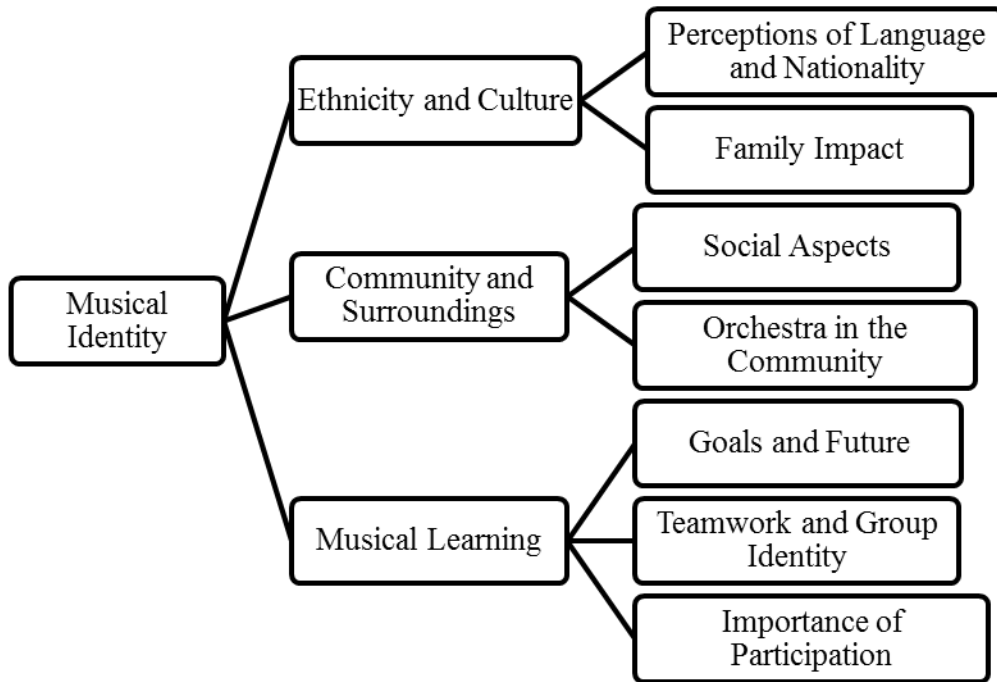 Musical
Identity
Ethnicity and Culture
Perceptions of Language
and Nationality
Family Impact
Community and
Surroundings
Social Aspects
Orchestra in the
Community
Musical Learning
Goals and Future
Teamwork and Group
Identity
Importance of
Participation